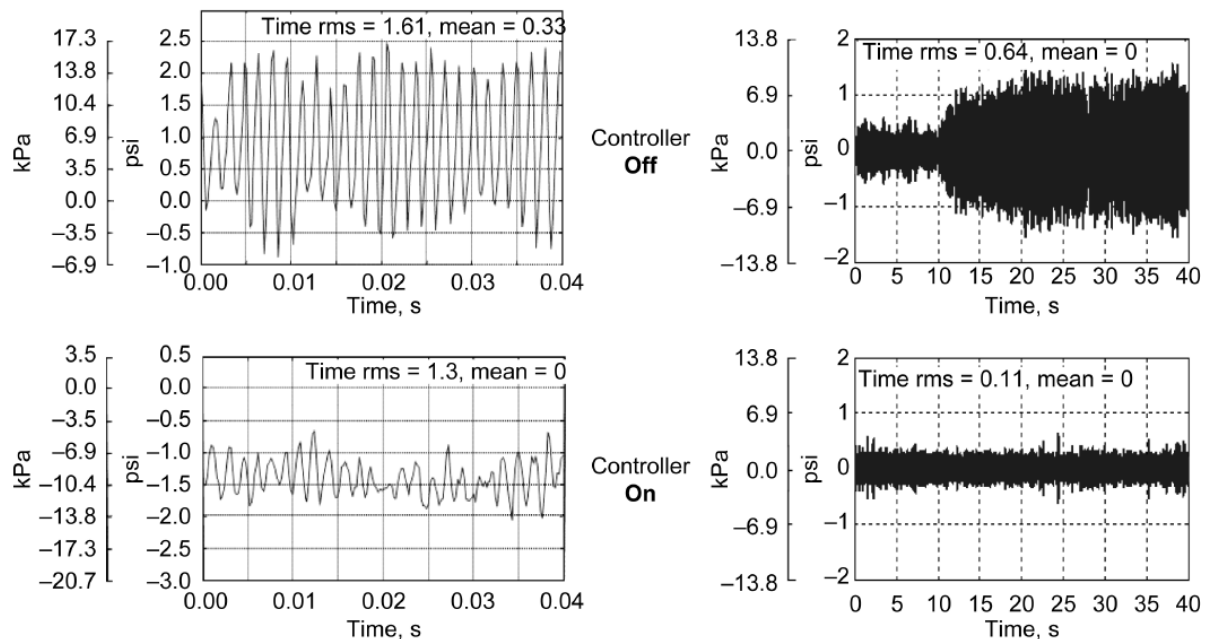 Time rms = 1.61, mean = 0.33
17.3 2.5
13.8 2.0
10.4 1.5
6.9 1.0
3.5 0.5
0.0 0.0
–3.5 –0.5
–6.9 –1.0
kPa
psi
0.00 0.01 0.02 0.03 0.04
Time, s
Controller
Off
Time rms = 0.64, mean = 0
13.8 2
6.9 1
0.0 0
–6.9 –1
–13.8 –2
kPa
psi
0 5 10 15 20 25 30 35 40
Time, s
Time rms = 1.3, mean = 0
3.5 0.5
0.0 0.0
–3.5 –0.5
–6.9 –1.0
–10.4 –1.5
–13.8 –2.0
–17.3 –2.5
–20.7 –3.0
kPa
psi
0.00 0.01 0.02 0.03 0.04
Time, s
Controller
On
Time rms = 0.11, mean = 0
13.8 2
6.9 1
0.0 0
–6.9 –1
–13.8 –2
kPa
psi
0 5 10 15 20 25 30 35 40
Time, s